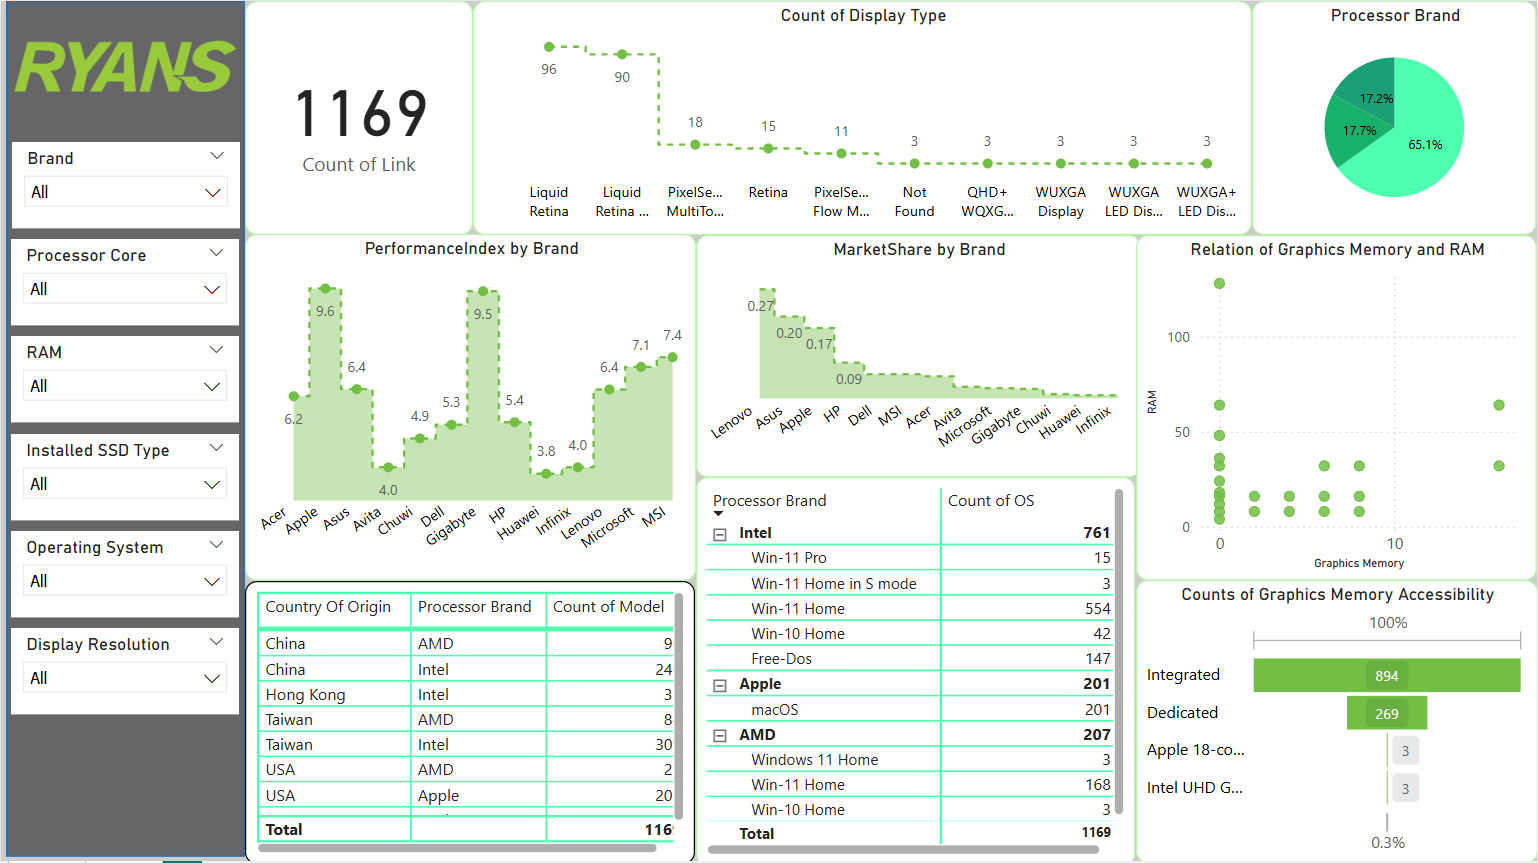 RYANS
Brand
All
Processor Core
All
RAM
All
Installed SSD Type
All
Operating System
All
Display Resolution
All
1169
Count of Link
Count of Display Type
96
90
18
15
11
3
3
3
3
3
Liquid
Retina
Liquid
Retina ...
PixelSe...
MultiTo...
Retina
PixelSe...
Flow M...
Not
Found
QHD+
WQXG...
WUXGA
Display
WUXGA
LED Dis...
WUXGA+
LED Dis...
Processor Brand
17.2%
17.7%
65.1%
PerformanceIndex by Brand
6.2
9.6
6.4
4.0
4.9
5.3
9.5
5.4
3.8
4.0
6.4
7.1
7.4
Acer
Apple
Asus
Avita
Chuwi
Dell
Gigabyte
HP
Huawei
Infinix
Lenovo
Microsoft
MSI
MarketShare by Brand
0.27
0.20
0.17
0.09
Lenovo
Asus
Apple
HP
Dell
MSI
Acer
Avita
Microsoft
Gigabyte
Chuwi
Huawei
Infinix
Relation of Graphics Memory and RAM
RAM
100
50
0
0
10
Graphics Memory
Country Of Origin Processor Brand Count of Model
China AMD 9
China Intel 24
Hong Kong Intel 3
Taiwan AMD 8
Taiwan Intel 30
USA AMD 2
USA Apple 20
Total 116
Processor Brand Count of OS
Intel 761
Win-11 Pro 15
Win-11 Home in S mode 3
Win-11 Home 554
Win-10 Home 42
Free-Dos 147
Apple 201
macOS 201
AMD 207
Windows 11 Home 3
Win-11 Home 168
Win-10 Home 3
Total 1169
Counts of Graphics Memory Accessibility
100%
Integrated 894
Dedicated 269
Apple 18-co... 3
Intel UHD G... 3
0.3%